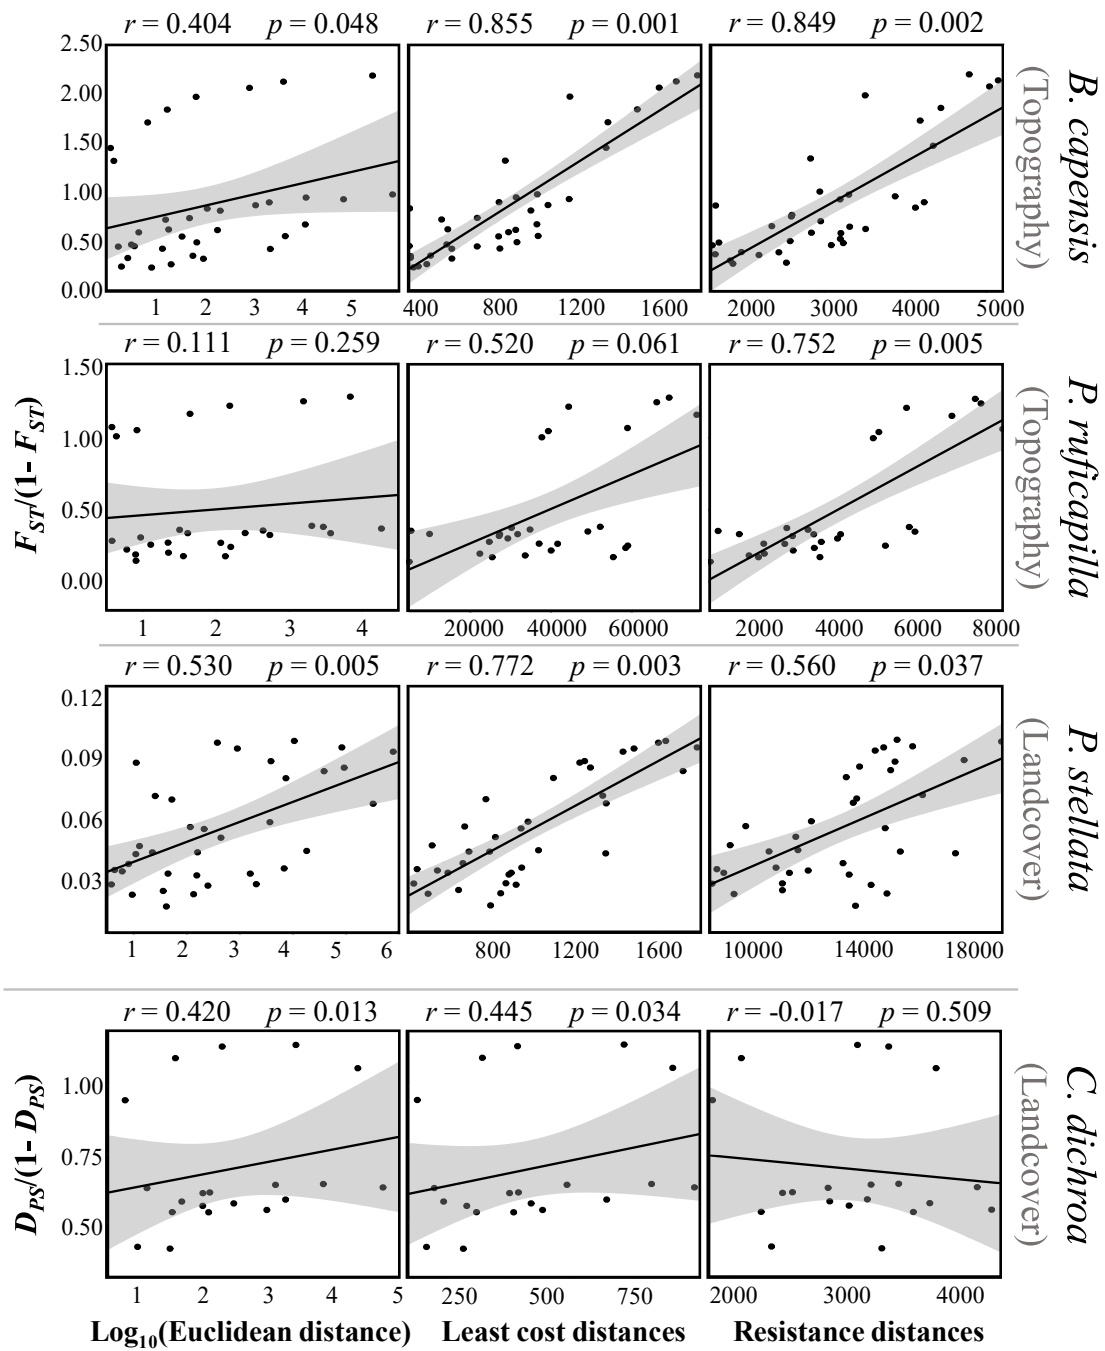 r = 0.404 p = 0.048 r = 0.855 p = 0.001 r = 0.849 p = 0.002
2.50
2.00
1.50
1.00
0.50
0.00
1 2 3 4 5 400 800 1200 1600 2000 3000 4000 5000
B. capensis
(Topography)
r = 0.111 p = 0.259 r = 0.520 p = 0.061 r = 0.752 p = 0.005
1.50
1.00
0.50
0.00
1 2 3 4 20000 40000 60000 2000 4000 6000 8000
P. ruficapilla
(Topography)
F_ST/(1- F_ST)
r = 0.530 p = 0.005 r = 0.772 p = 0.003 r = 0.560 p = 0.037
0.12
0.09
0.06
0.03
1 2 3 4 5 6 800 1200 1600 10000 14000 18000
P. stellata
(Landcover)
r = 0.420 p = 0.013 r = 0.445 p = 0.034 r = -0.017 p = 0.509
1.00
0.75
0.50
1 2 3 4 5 250 500 750 2000 3000 4000
C. dichroa
(Landcover)
D_PS/(1- D_PS)
Log₁₀(Euclidean distance) Least cost distances Resistance distances